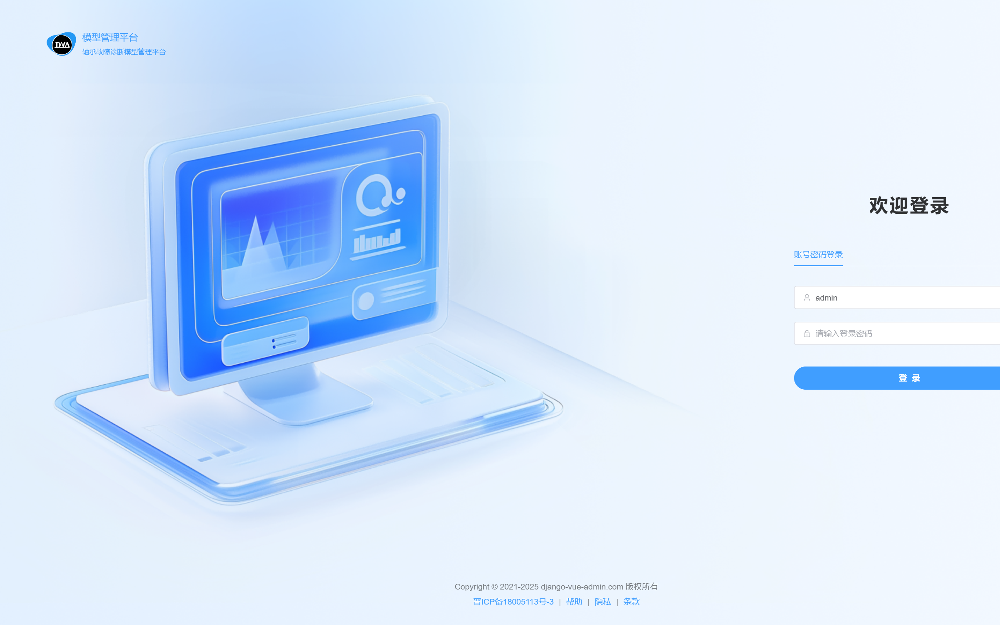 DVA
模型管理平台
轴承故障诊断模型管理平台
欢迎登录
账号密码登录
admin
请输入登录密码
登 录
Copyright © 2021-2025 django-vue-admin.com 版权所有
晋ICP备18005113号-3 | 帮助 | 隐私 | 条款